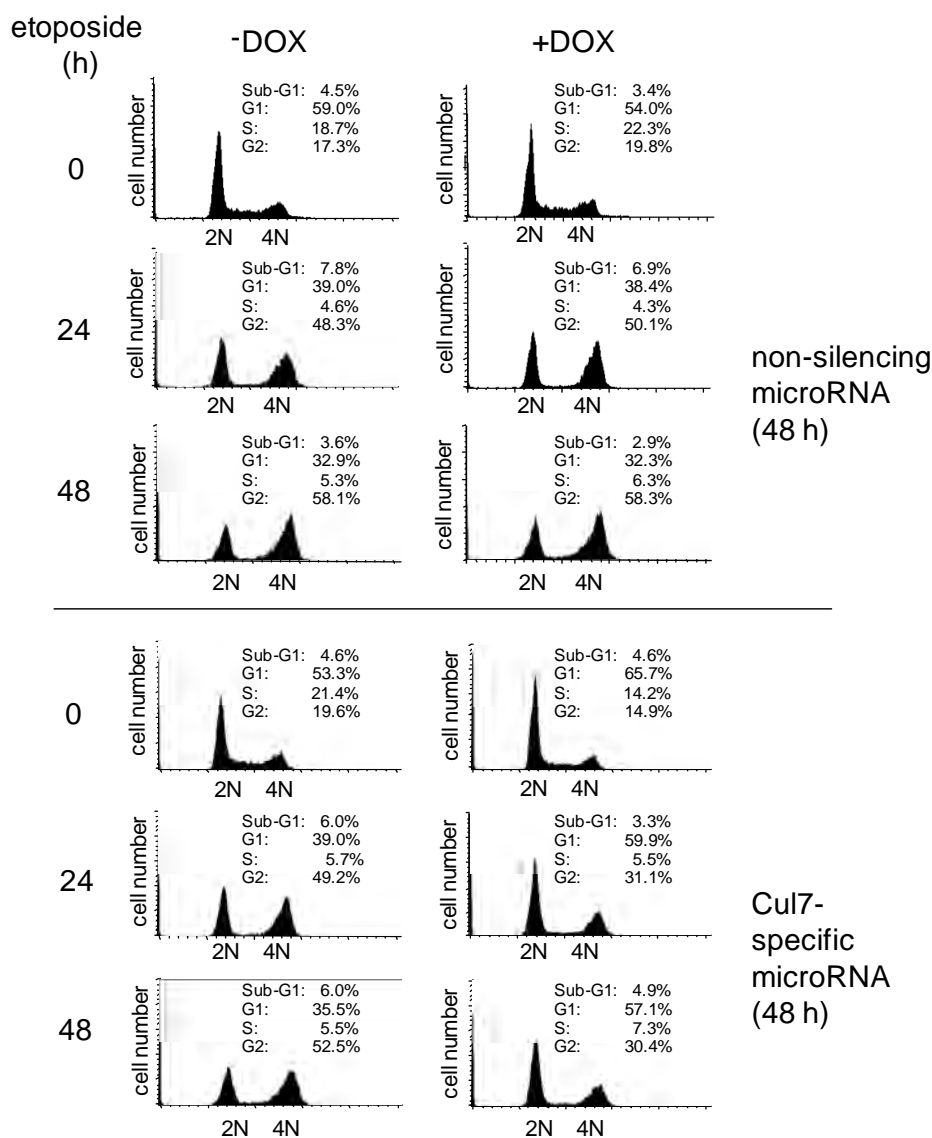 etoposide
(h)
-DOX
+DOX
0
cell number
Sub-G1: 4.5%
G1: 59.0%
S: 18.7%
G2: 17.3%
2N 4N
cell number
Sub-G1: 3.4%
G1: 54.0%
S: 22.3%
G2: 19.8%
2N 4N
24
cell number
Sub-G1: 7.8%
G1: 39.0%
S: 4.6%
G2: 48.3%
2N 4N
cell number
Sub-G1: 6.9%
G1: 38.4%
S: 4.3%
G2: 50.1%
2N 4N
48
cell number
Sub-G1: 3.6%
G1: 32.9%
S: 5.3%
G2: 58.1%
2N 4N
cell number
Sub-G1: 2.9%
G1: 32.3%
S: 6.3%
G2: 58.3%
2N 4N
non-silencing
microRNA
(48 h)
0
cell number
Sub-G1: 4.6%
G1: 53.3%
S: 21.4%
G2: 19.6%
2N 4N
cell number
Sub-G1: 4.6%
G1: 65.7%
S: 14.2%
G2: 14.9%
2N 4N
24
cell number
Sub-G1: 6.0%
G1: 39.0%
S: 5.7%
G2: 49.2%
2N 4N
cell number
Sub-G1: 3.3%
G1: 59.9%
S: 5.5%
G2: 31.1%
2N 4N
48
cell number
Sub-G1: 6.0%
G1: 35.5%
S: 5.5%
G2: 52.5%
2N 4N
cell number
Sub-G1: 4.9%
G1: 57.1%
S: 7.3%
G2: 30.4%
2N 4N
Cul7-
specific
microRNA
(48 h)